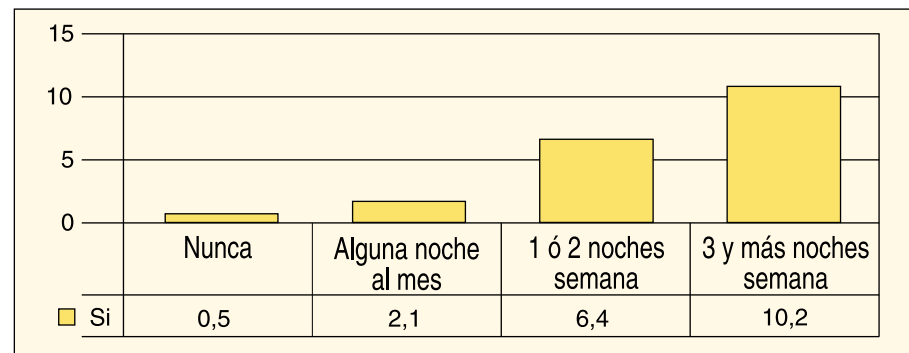 15
10
5
0
Nunca
Alguna noche
al mes
1 ó 2 noches
semana
3 y más noches
semana
Si 0,5 2,1 6,4 10,2